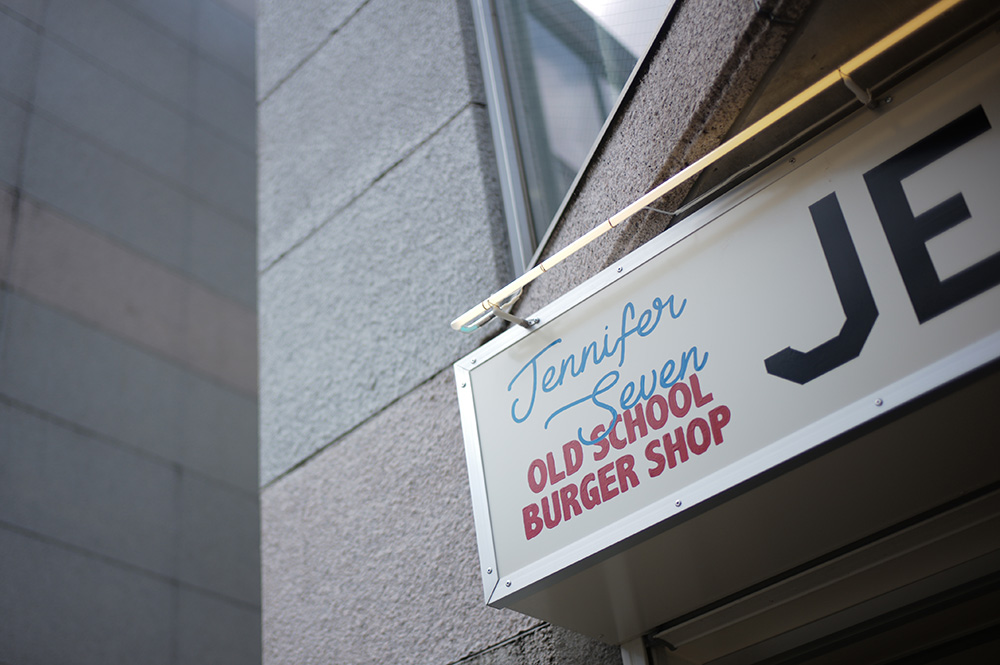 Jennifer
Seven
OLD SCHOOL
BURGER SHOP
JE